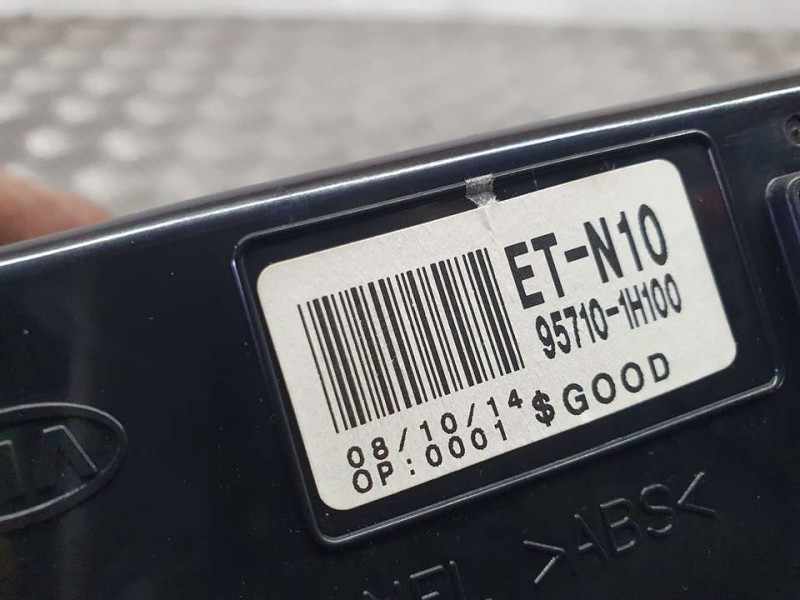 ET-N10
95710-1H100
08/10/14 $GOOD
OP:0001
>ABS<